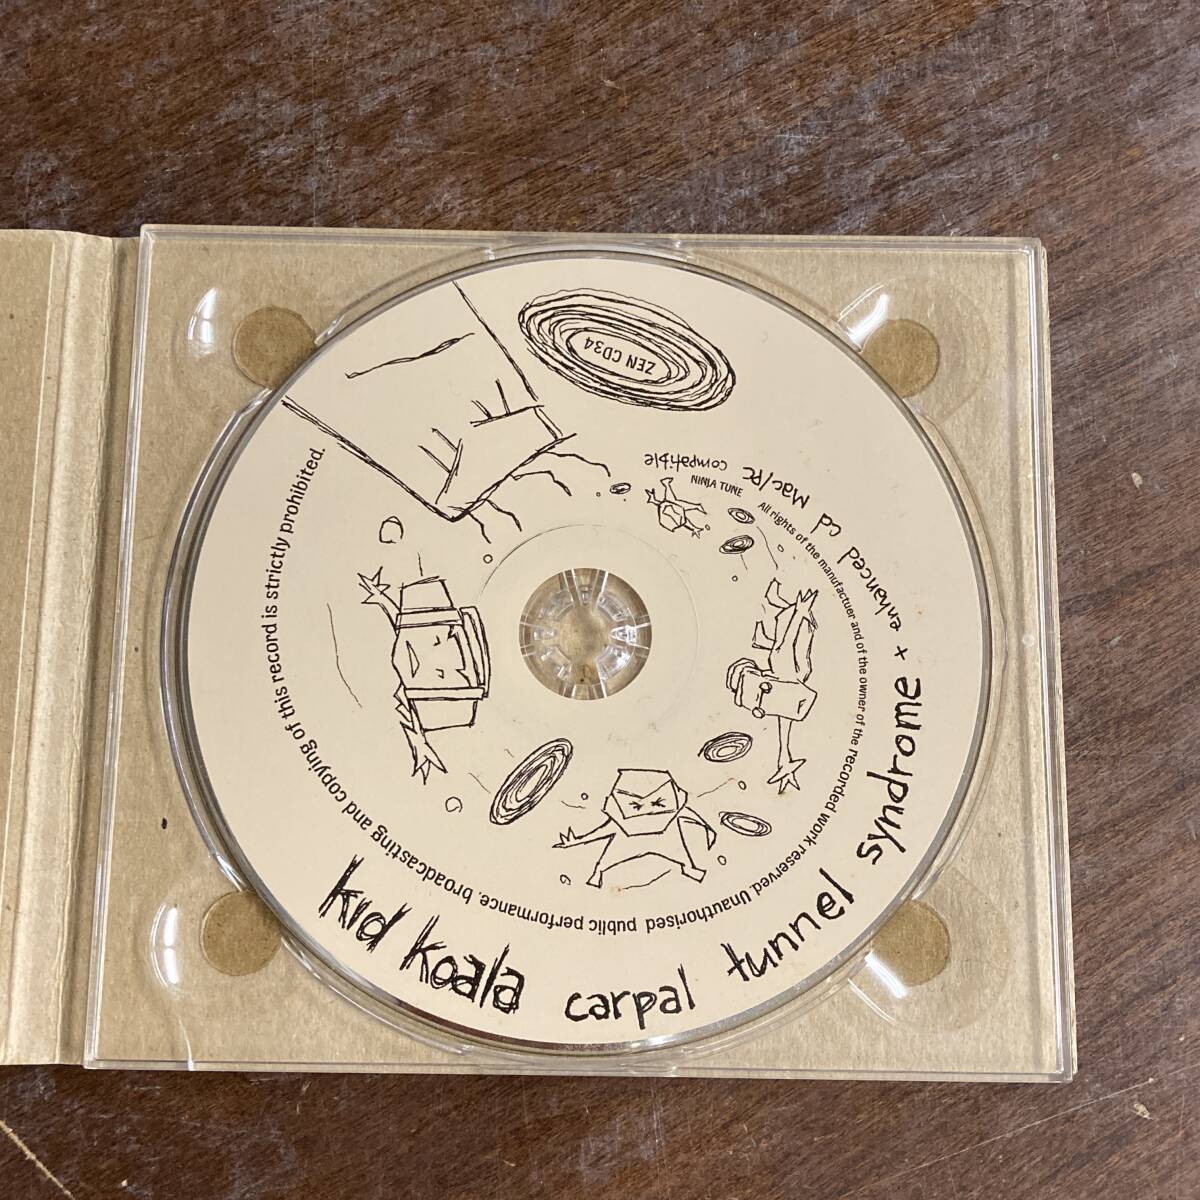 kid koala carpal tunnel syndrome + enhanced cd Mac/PC compatible
ZEN CD34
NINJA TUNE
All rights of the manufactuer and of the owner of the recorded work reserved. Unauthorised public performance, broadcasting and copying of this record is strictly prohibited.